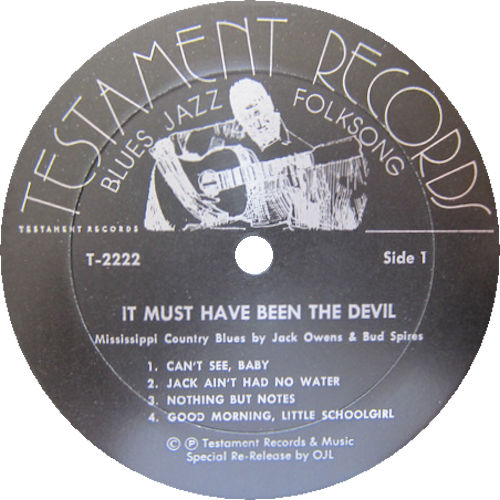 TESTAMENT RECORDS
BLUES JAZZ FOLKSONG
TESTAMENT RECORDS
T-2222
Side 1
IT MUST HAVE BEEN THE DEVIL
Mississippi Country Blues by Jack Owens & Bud Spires
1. CAN'T SEE, BABY
2. JACK AIN'T HAD NO WATER
3. NOTHING BUT NOTES
4. GOOD MORNING, LITTLE SCHOOLGIRL
© ℗ Testament Records & Music
Special Re-Release by OJL